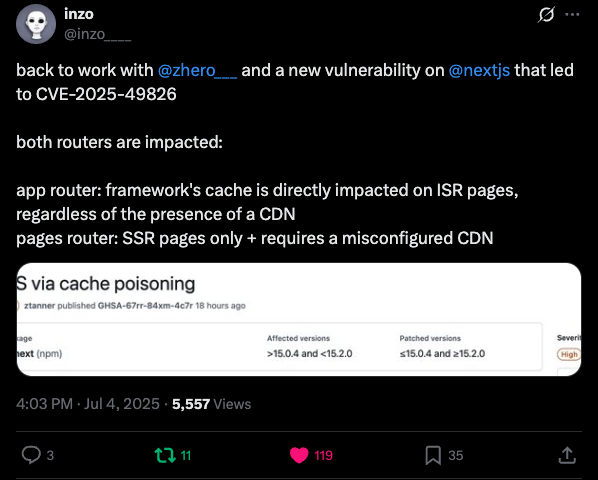 inzo
@inzo____
back to work with @zhero___ and a new vulnerability on @nextjs that led
to CVE-2025-49826
both routers are impacted:
app router: framework's cache is directly impacted on ISR pages,
regardless of the presence of a CDN
pages router: SSR pages only + requires a misconfigured CDN
S via cache poisoning
ztanner published GHSA-67rr-84xm-4c7r 18 hours ago
kage
Affected versions
Patched versions
Severi
next (npm)
>15.0.4 and <15.2.0
≤15.0.4 and ≥15.2.0
High
4:03 PM · Jul 4, 2025 · 5,557 Views
3
11
119
35